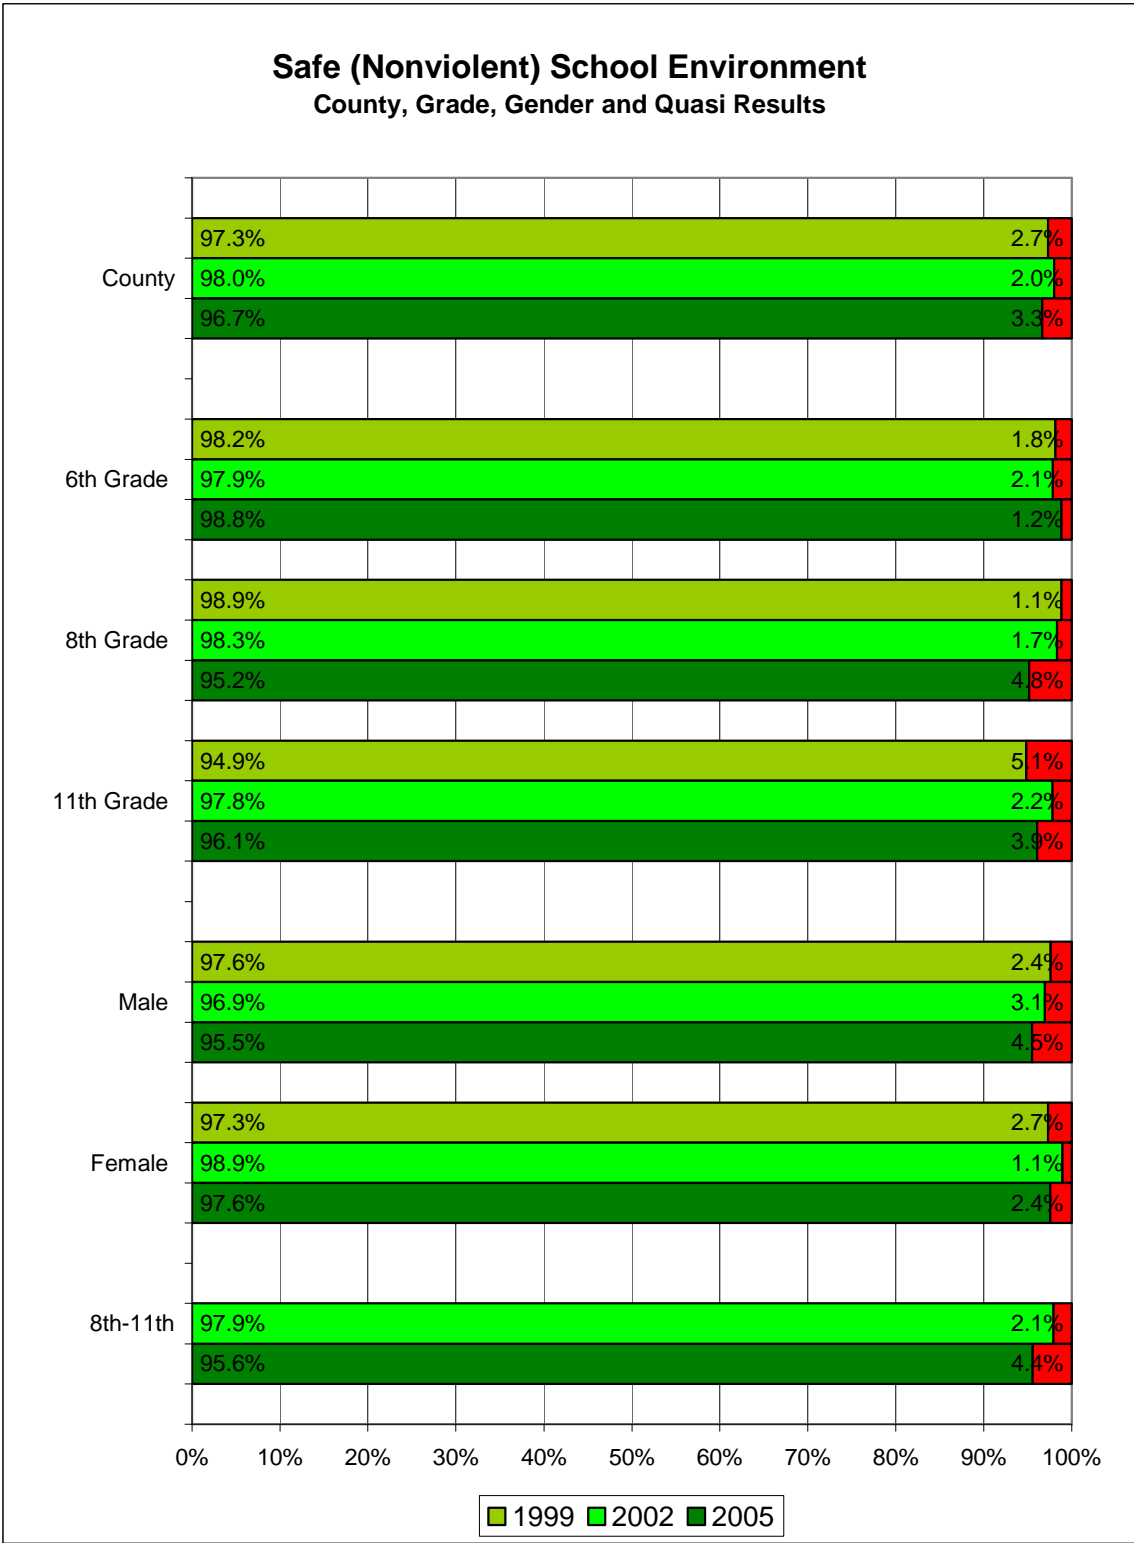 Safe (Nonviolent) School Environment
County, Grade, Gender and Quasi Results
97.3% 2.7%
County 98.0% 2.0%
96.7% 3.3%
98.2% 1.8%
6th Grade 97.9% 2.1%
98.8% 1.2%
98.9% 1.1%
8th Grade 98.3% 1.7%
95.2% 4.8%
94.9% 5.1%
11th Grade 97.8% 2.2%
96.1% 3.9%
97.6% 2.4%
Male 96.9% 3.1%
95.5% 4.5%
97.3% 2.7%
Female 98.9% 1.1%
97.6% 2.4%
8th-11th 97.9% 2.1%
95.6% 4.4%
0% 10% 20% 30% 40% 50% 60% 70% 80% 90% 100%
1999 2002 2005